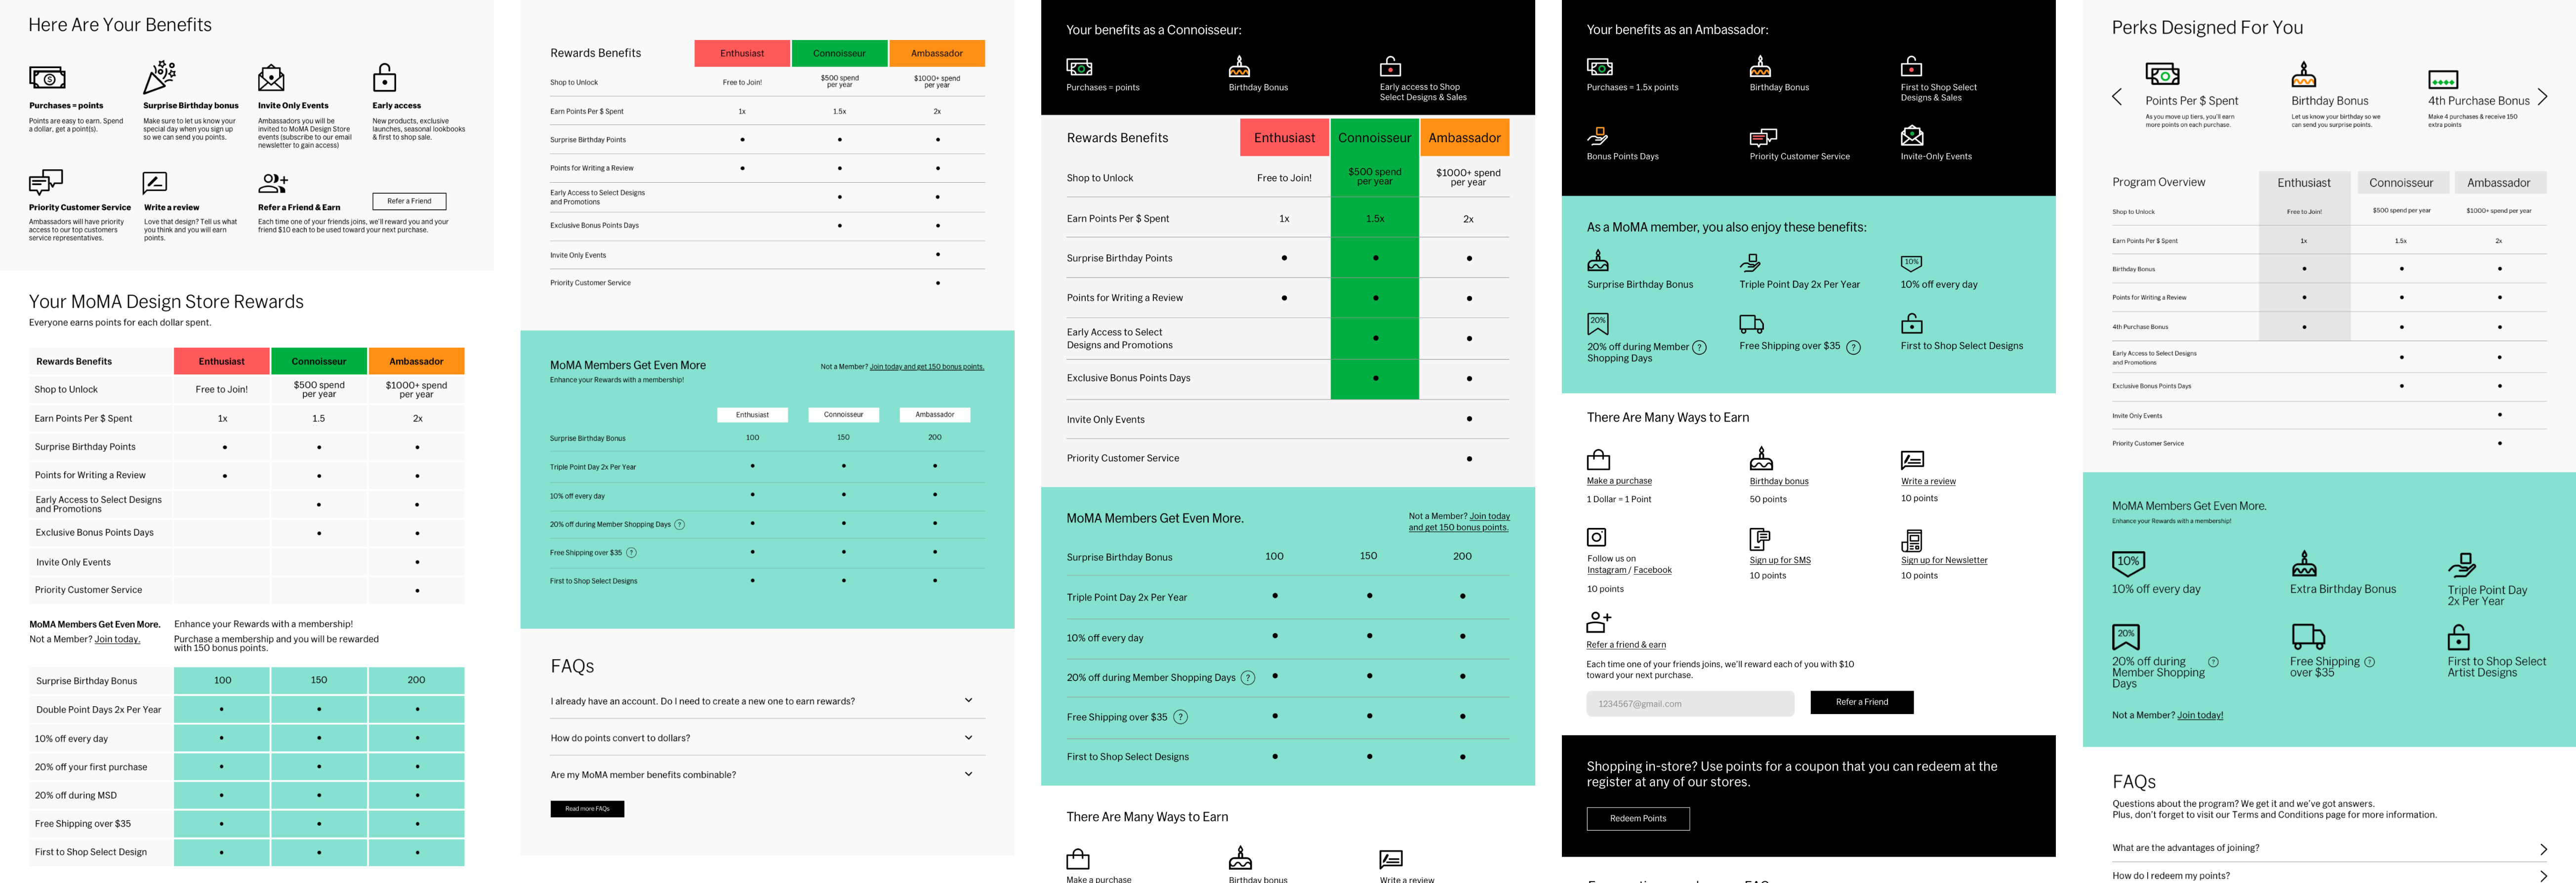 Here Are Your Benefits
Purchases = points
Points are easy to earn. Spend
a dollar, get a point(s).
Surprise Birthday bonus
Make sure to let us know your
special day when you sign up
so we can send you points.
Invite Only Events
Ambassadors you will be
invited to MoMA Design Store
events (subscribe to our email
newsletter to gain access)
Early access
New products, exclusive
launches, seasonal lookbooks
& first to shop sale.
Priority Customer Service
Ambassadors will have priority
access to our top customers
service representatives.
Write a review
Love that design? Tell us what
you think and you will earn
points.
Refer a Friend & Earn
Each time one of your friends joins, we'll reward you and your
friend $10 each to be used toward your next purchase.
Refer a Friend
Your MoMA Design Store Rewards
Everyone earns points for each dollar spent.
Rewards Benefits Enthusiast Connoisseur Ambassador
Shop to Unlock Free to Join! $500 spend per year $1000+ spend per year
Earn Points Per $ Spent 1x 1.5 2x
Surprise Birthday Points
Points for Writing a Review
Early Access to Select Designs
and Promotions
Exclusive Bonus Points Days
Invite Only Events
Priority Customer Service
MoMA Members Get Even More.
Not a Member? Join today.
Enhance your Rewards with a membership!
Purchase a membership and you will be rewarded
with 150 bonus points.
Surprise Birthday Bonus 100 150 200
Double Point Days 2x Per Year
10% off every day
20% off your first purchase
20% off during MSD
Free Shipping over $35
First to Shop Select Design
Rewards Benefits Enthusiast Connoisseur Ambassador
Shop to Unlock Free to Join! $500 spend per year $1000+ spend per year
Earn Points Per $ Spent 1x 1.5x 2x
Surprise Birthday Points
Points for Writing a Review
Early Access to Select Designs
and Promotions
Exclusive Bonus Points Days
Invite Only Events
Priority Customer Service
MoMA Members Get Even More
Enhance your Rewards with a membership!
Not a Member? Join today and get 150 bonus points.
Enthusiast Connoisseur Ambassador
Surprise Birthday Bonus 100 150 200
Triple Point Day 2x Per Year
10% off every day
20% off during Member Shopping Days ?
Free Shipping over $35 ?
First to Shop Select Designs
FAQs
I already have an account. Do I need to create a new one to earn rewards?
How do points convert to dollars?
Are my MoMA member benefits combinable?
Read more FAQs
Your benefits as a Connoisseur:
Purchases = points
Birthday Bonus
Early access to Shop
Select Designs & Sales
Rewards Benefits Enthusiast Connoisseur Ambassador
Shop to Unlock Free to Join! $500 spend per year $1000+ spend per year
Earn Points Per $ Spent 1x 1.5x 2x
Surprise Birthday Points
Points for Writing a Review
Early Access to Select
Designs and Promotions
Exclusive Bonus Points Days
Invite Only Events
Priority Customer Service
MoMA Members Get Even More.
Not a Member? Join today
and get 150 bonus points.
Surprise Birthday Bonus 100 150 200
Triple Point Day 2x Per Year
10% off every day
20% off during Member Shopping Days ?
Free Shipping over $35 ?
First to Shop Select Designs
There Are Many Ways to Earn
Make a purchase
Birthday bonus
Write a review
Your benefits as an Ambassador:
Purchases = 1.5x points
Birthday Bonus
First to Shop Select
Designs & Sales
Bonus Points Days
Priority Customer Service
Invite-Only Events
As a MoMA member, you also enjoy these benefits:
Surprise Birthday Bonus
Triple Point Day 2x Per Year
10%
10% off every day
20%
20% off during Member ?
Shopping Days
Free Shipping over $35 ?
First to Shop Select Designs
There Are Many Ways to Earn
Make a purchase
1 Dollar = 1 Point
Birthday bonus
50 points
Write a review
10 points
Follow us on
Instagram / Facebook
10 points
Sign up for SMS
10 points
Sign up for Newsletter
10 points
Refer a friend & earn
Each time one of your friends joins, we'll reward each of you with $10
toward your next purchase.
1234567@gmail.com
Refer a Friend
Shopping in-store? Use points for a coupon that you can redeem at the
register at any of our stores.
Redeem Points
Perks Designed For You
Points Per $ Spent
As you move up tiers, you'll earn
more points on each purchase.
Birthday Bonus
Let us know your birthday so we
can send you surprise points.
4th Purchase Bonus
Make 4 purchases & receive 150
extra points
Program Overview Enthusiast Connoisseur Ambassador
Shop to Unlock Free to Join! $500 spend per year $1000+ spend per year
Earn Points Per $ Spent 1x 1.5x 2x
Birthday Bonus
Points for Writing a Review
4th Purchase Bonus
Early Access to Select Designs
and Promotions
Exclusive Bonus Points Days
Invite Only Events
Priority Customer Service
MoMA Members Get Even More.
Enhance your Rewards with a membership!
10%
10% off every day
Extra Birthday Bonus
Triple Point Day
2x Per Year
20%
20% off during ?
Member Shopping
Days
Free Shipping ?
over $35
First to Shop Select
Artist Designs
Not a Member? Join today!
FAQs
Questions about the program? We get it and we've got answers.
Plus, don't forget to visit our Terms and Conditions page for more information.
What are the advantages of joining?
How do I redeem my points?